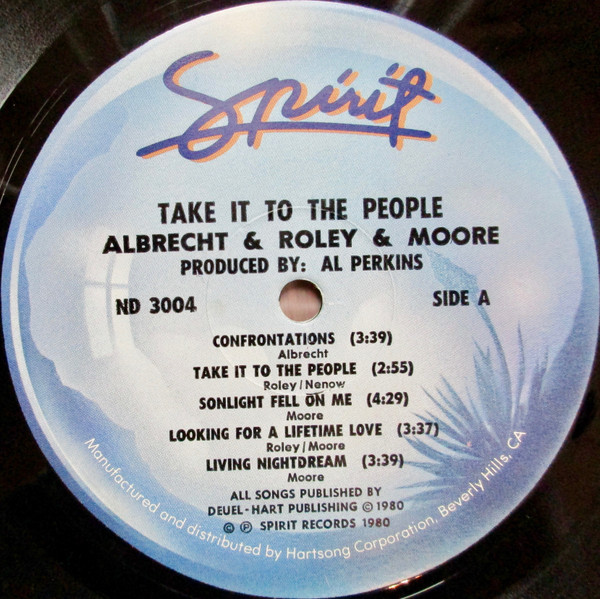 Spirit
TAKE IT TO THE PEOPLE
ALBRECHT & ROLEY & MOORE
PRODUCED BY: AL PERKINS
ND 3004
SIDE A
CONFRONTATIONS (3:39)
Albrecht
TAKE IT TO THE PEOPLE (2:55)
Roley/Nenow
SONLIGHT FELL ON ME (4:29)
Moore
LOOKING FOR A LIFETIME LOVE (3:37)
Roley/Moore
LIVING NIGHTDREAM (3:39)
Moore
ALL SONGS PUBLISHED BY
DEUEL-HART PUBLISHING © 1980
© ℗ SPIRIT RECORDS 1980
Manufactured and distributed by Hartsong Corporation, Beverly Hills, CA